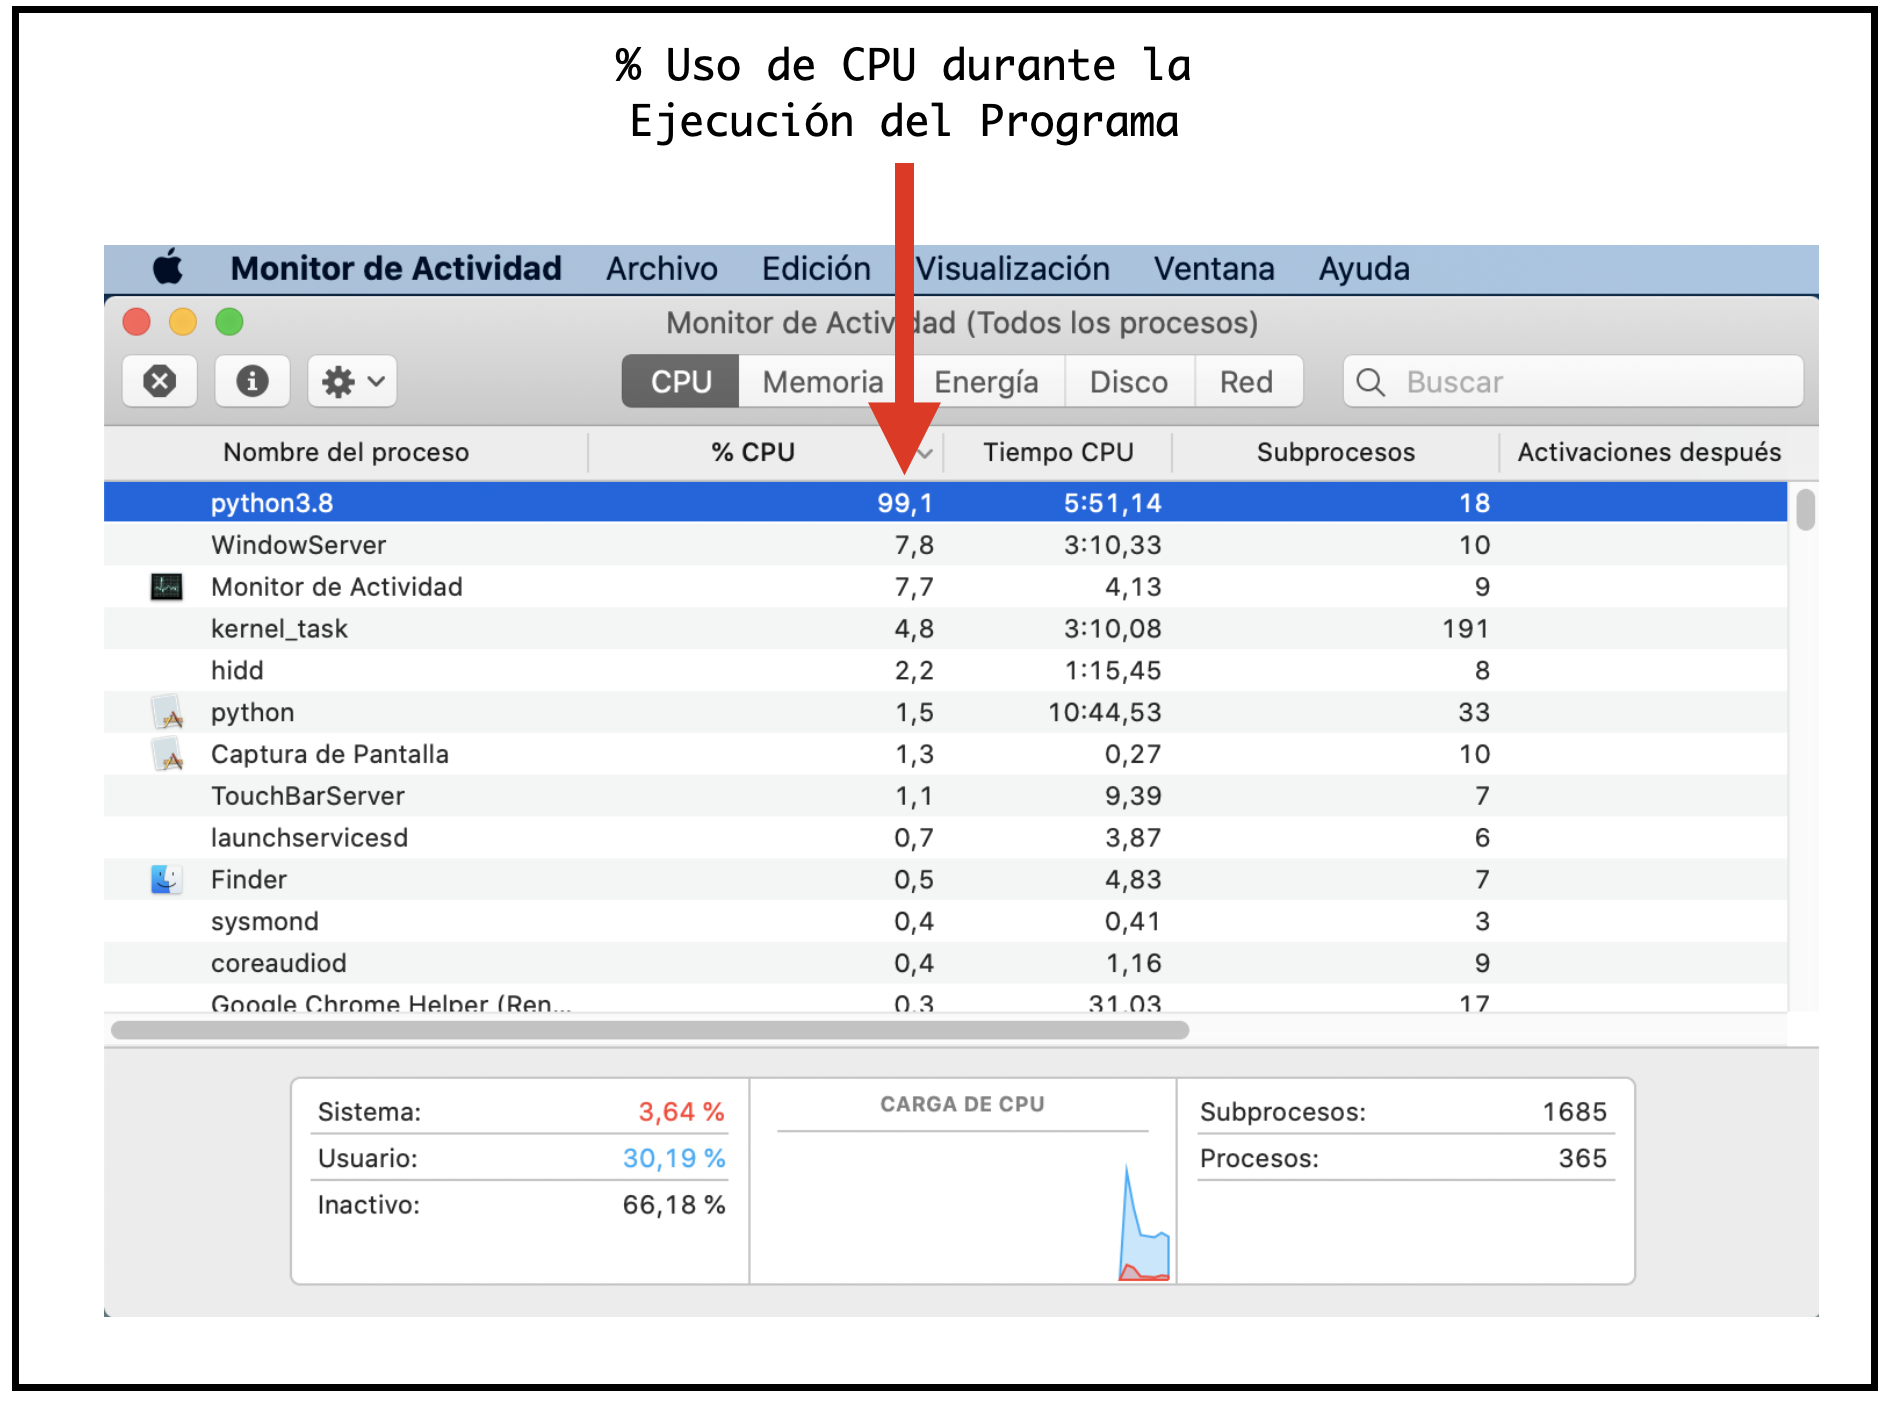 % Uso de CPU durante la
Ejecución del Programa
Monitor de Actividad Archivo Edición Visualización Ventana Ayuda
Monitor de Actividad (Todos los procesos)
CPU Memoria Energía Disco Red Buscar
Nombre del proceso % CPU Tiempo CPU Subprocesos Activaciones después
python3.8 99,1 5:51,14 18
WindowServer 7,8 3:10,33 10
Monitor de Actividad 7,7 4,13 9
kernel_task 4,8 3:10,08 191
hidd 2,2 1:15,45 8
python 1,5 10:44,53 33
Captura de Pantalla 1,3 0,27 10
TouchBarServer 1,1 9,39 7
launchservicesd 0,7 3,87 6
Finder 0,5 4,83 7
sysmond 0,4 0,41 3
coreaudiod 0,4 1,16 9
Google Chrome Helper (Ren... 0,3 31,03 17
Sistema: 3,64 % CARGA DE CPU Subprocesos: 1685
Usuario: 30,19 % Procesos: 365
Inactivo: 66,18 %